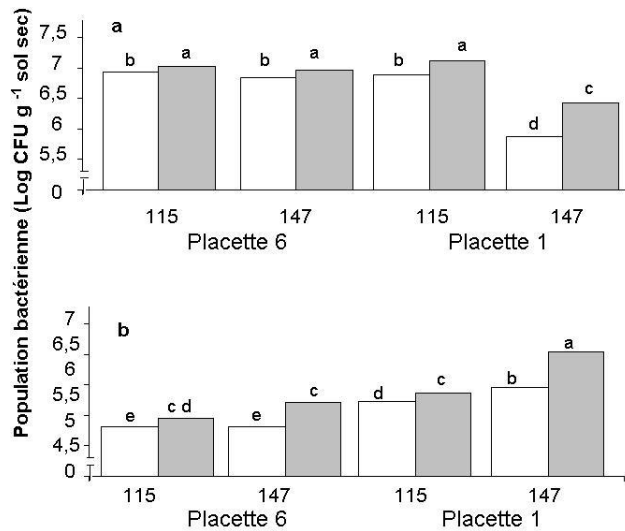 Population bactérienne (Log CFU g -1 sol sec)
a
7,5
7
6,5
6
5,5
0
b a b a b a d c
115 147 115 147
Placette 6 Placette 1
b
7
6,5
6
5,5
5
4,5
0
e c d e c d c b a
115 147 115 147
Placette 6 Placette 1